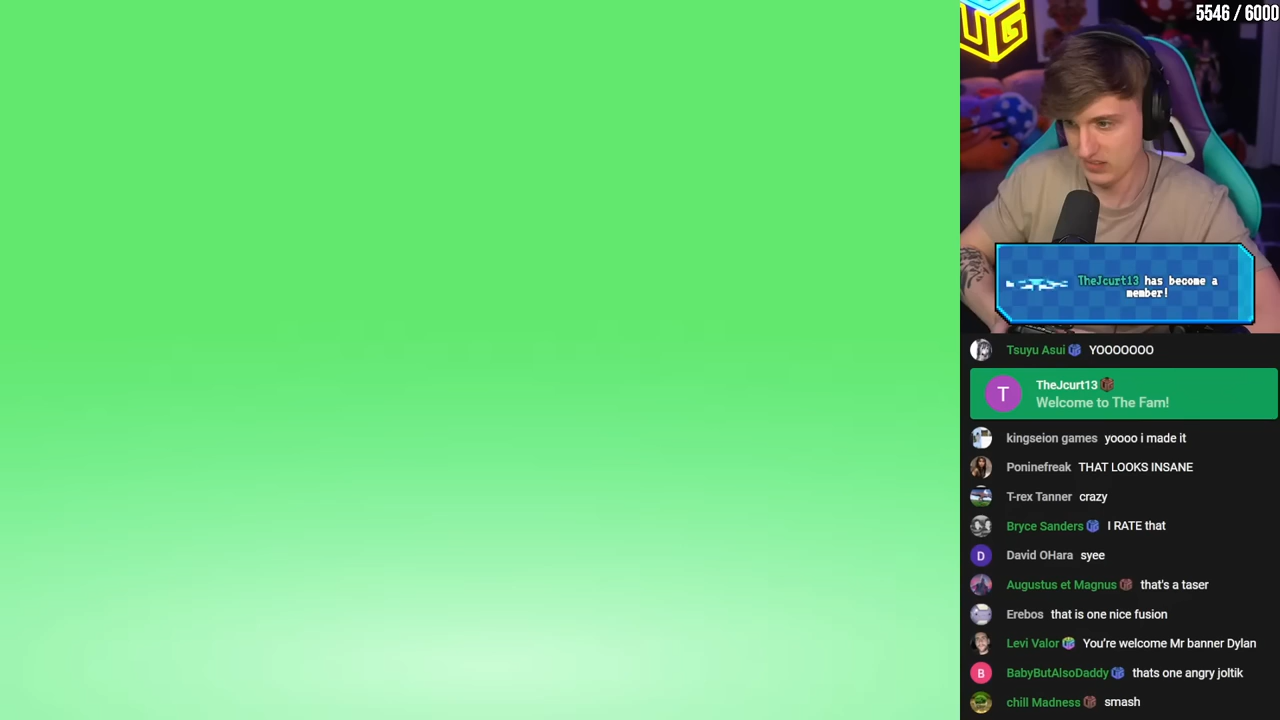 5546 / 6000
UG
TheJcurt13 has become a
member!
Tsuyu Asui YOOOOOOO
T
TheJcurt13
Welcome to The Fam!
kingseion games yoooo i made it
Poninefreak THAT LOOKS INSANE
T-rex Tanner crazy
Bryce Sanders I RATE that
D David OHara syee
Augustus et Magnus that's a taser
Erebos that is one nice fusion
Levi Valor You're welcome Mr banner Dylan
B BabyButAlsoDaddy thats one angry joltik
chill Madness smash